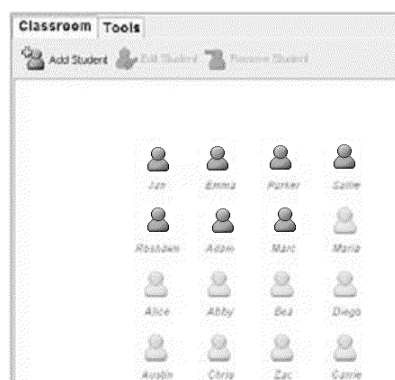 Classroom Tools
Add Student Edit Student Remove Student
Jan Emma Parker Sallie
Roshawn Adam Marc Maria
Alice Abby Bea Diego
Austin Chris Zac Carrie